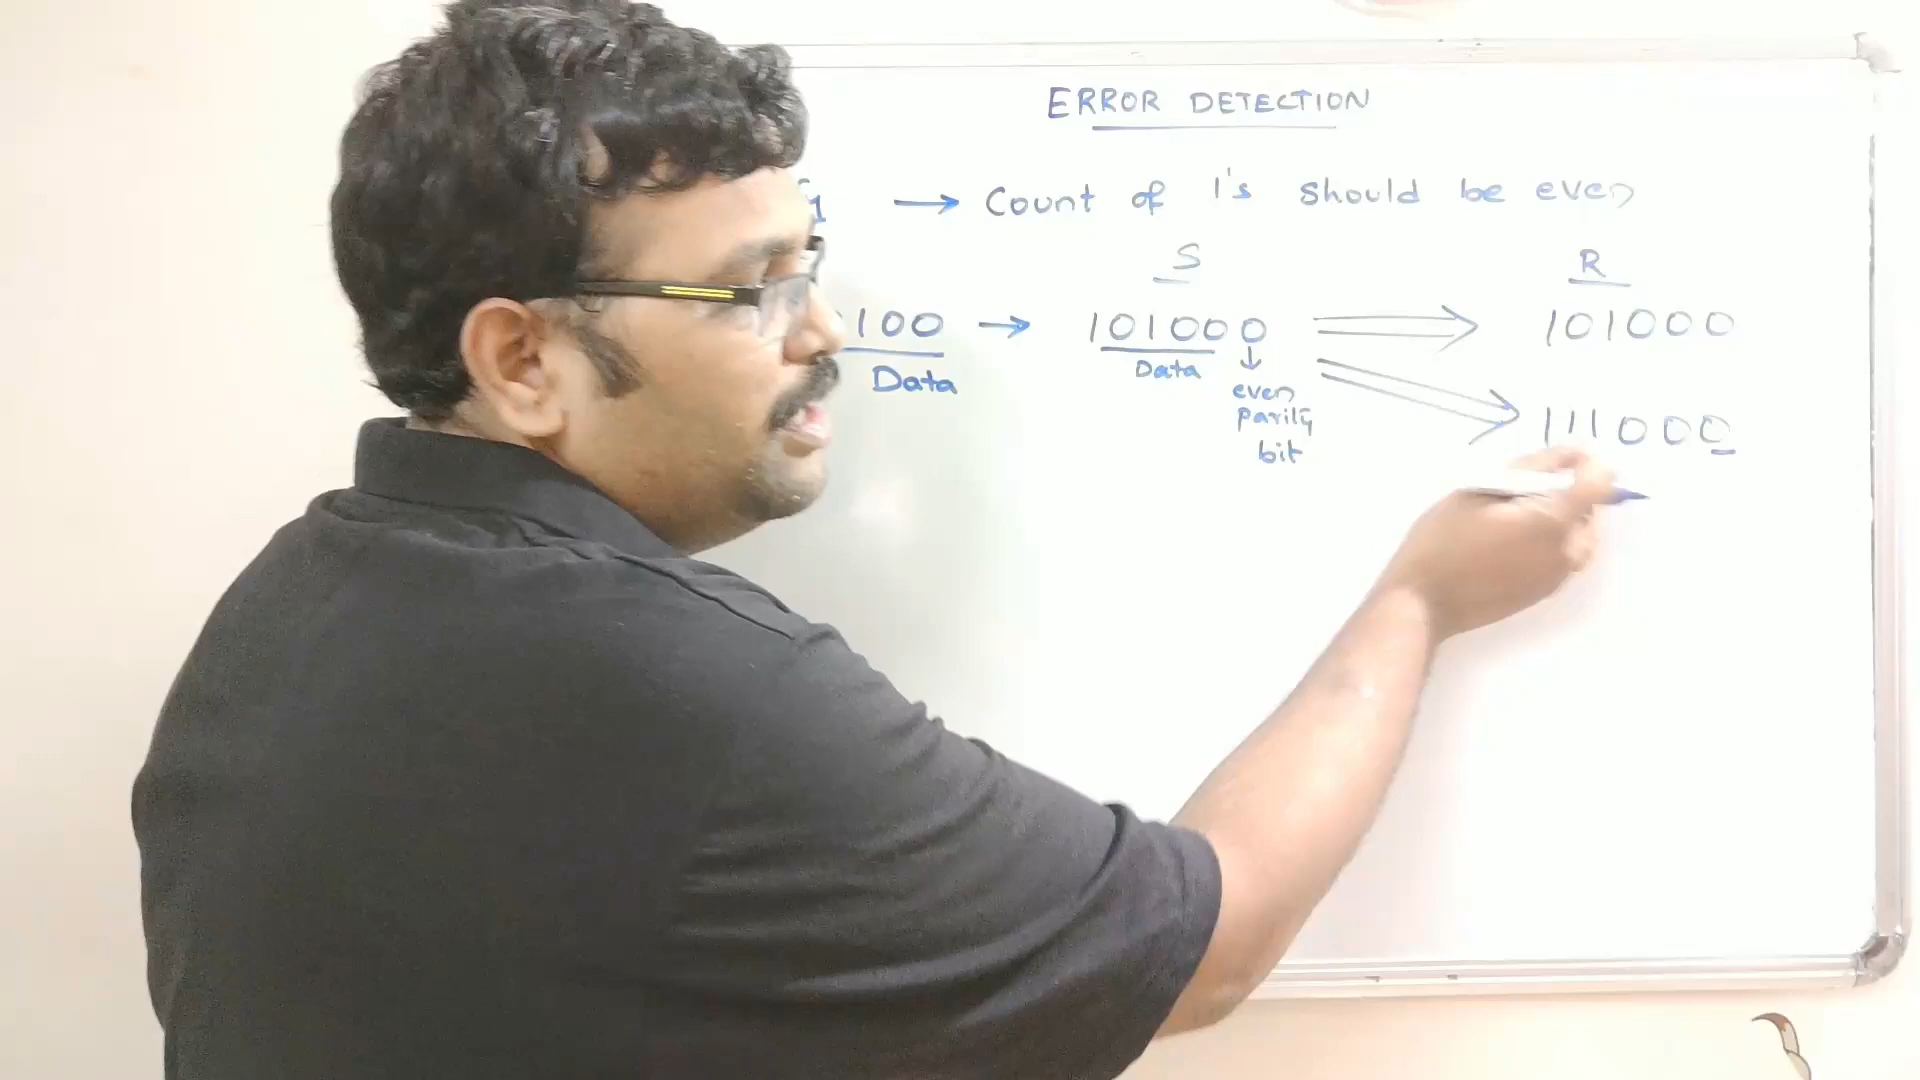 ERROR DETECTION
→ Count of 1's should be even
S R
100 → 101000 101000
Data Data
even
parity
bit
111000